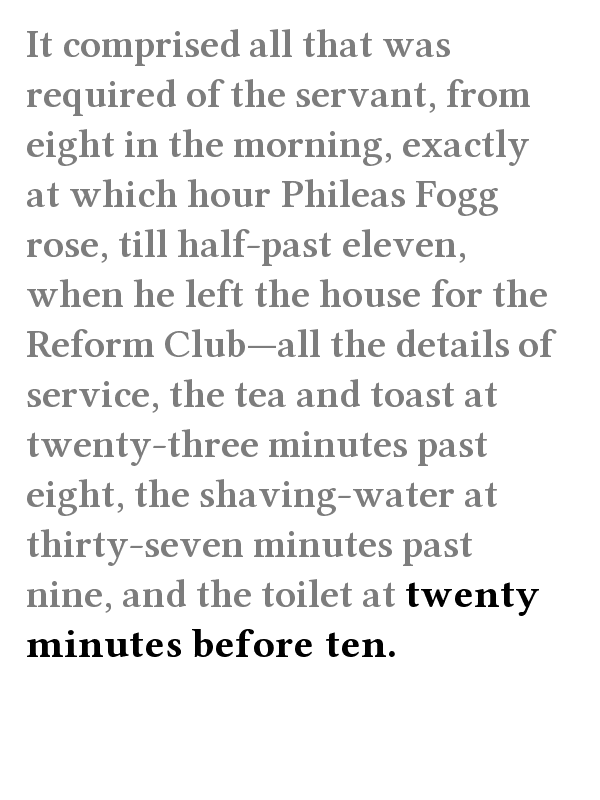 It comprised all that was
required of the servant, from
eight in the morning, exactly
at which hour Phileas Fogg
rose, till half-past eleven,
when he left the house for the
Reform Club—all the details of
service, the tea and toast at
twenty-three minutes past
eight, the shaving-water at
thirty-seven minutes past
nine, and the toilet at twenty
minutes before ten.